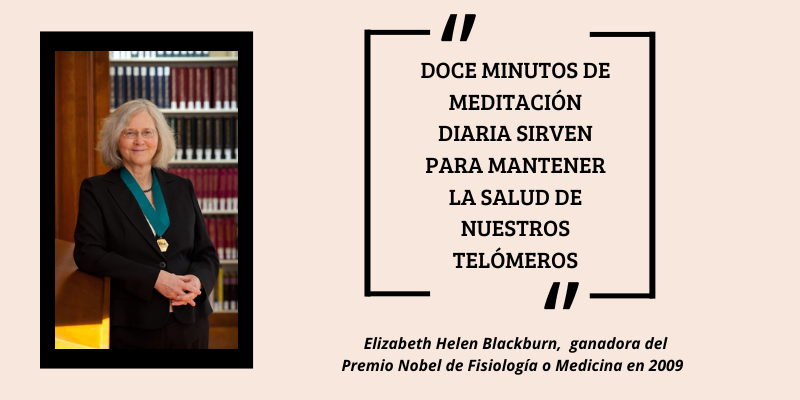 DOCE MINUTOS DE
MEDITACIÓN
DIARIA SIRVEN
PARA MANTENER
LA SALUD DE
NUESTROS
TELÓMEROS
Elizabeth Helen Blackburn, ganadora del
Premio Nobel de Fisiología o Medicina en 2009